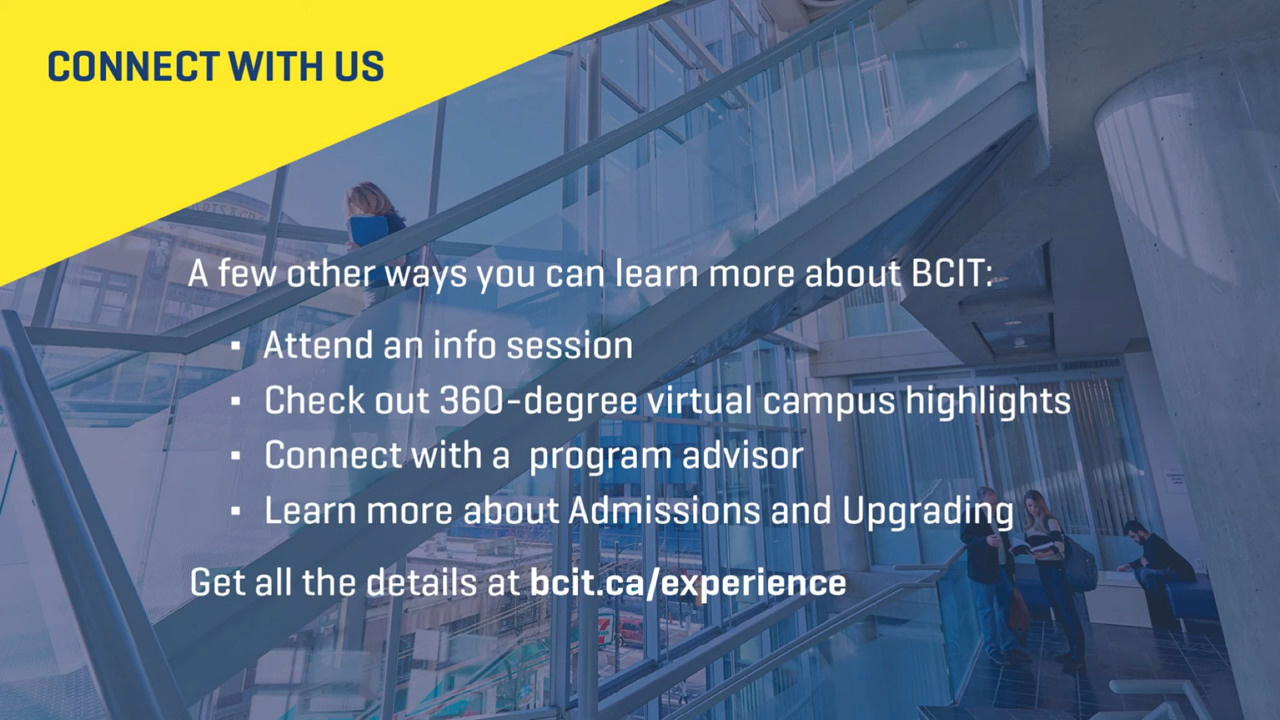 CONNECT WITH US
A few other ways you can learn more about BCIT:
▪ Attend an info session
▪ Check out 360-degree virtual campus highlights
▪ Connect with a  program advisor
▪ Learn more about Admissions and Upgrading
Get all the details at bcit.ca/experience